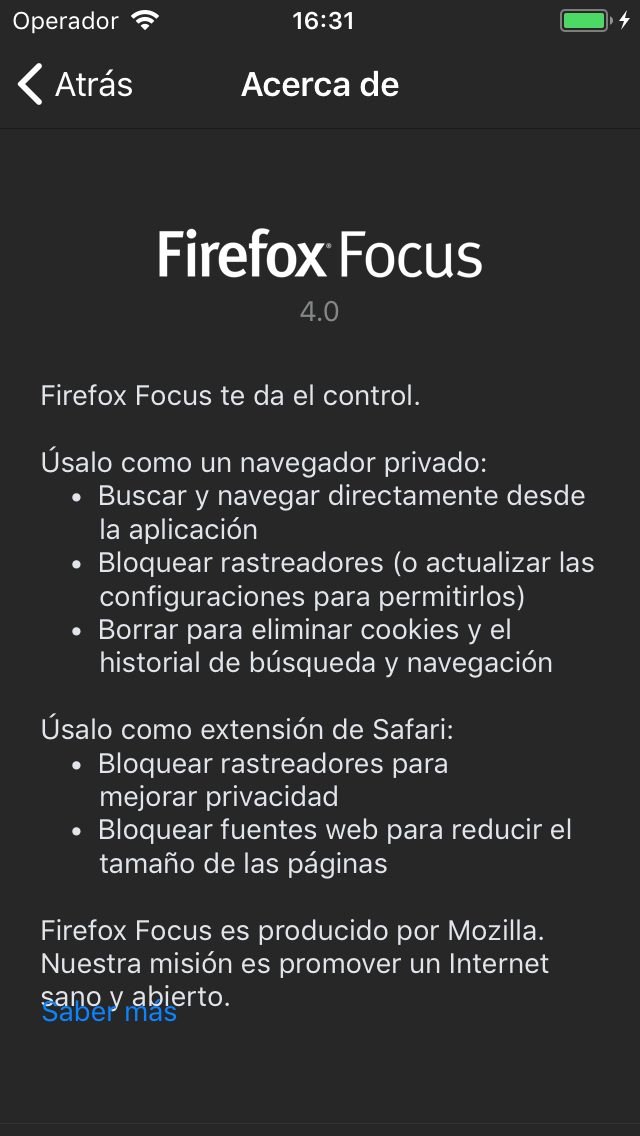 Operador 16:31
Atrás Acerca de
Firefox Focus
4.0
Firefox Focus te da el control.
Úsalo como un navegador privado:
• Buscar y navegar directamente desde
la aplicación
• Bloquear rastreadores (o actualizar las
configuraciones para permitirlos)
• Borrar para eliminar cookies y el
historial de búsqueda y navegación
Úsalo como extensión de Safari:
• Bloquear rastreadores para
mejorar privacidad
• Bloquear fuentes web para reducir el
tamaño de las páginas
Firefox Focus es producido por Mozilla.
Nuestra misión es promover un Internet
sano y abierto.
Saber más